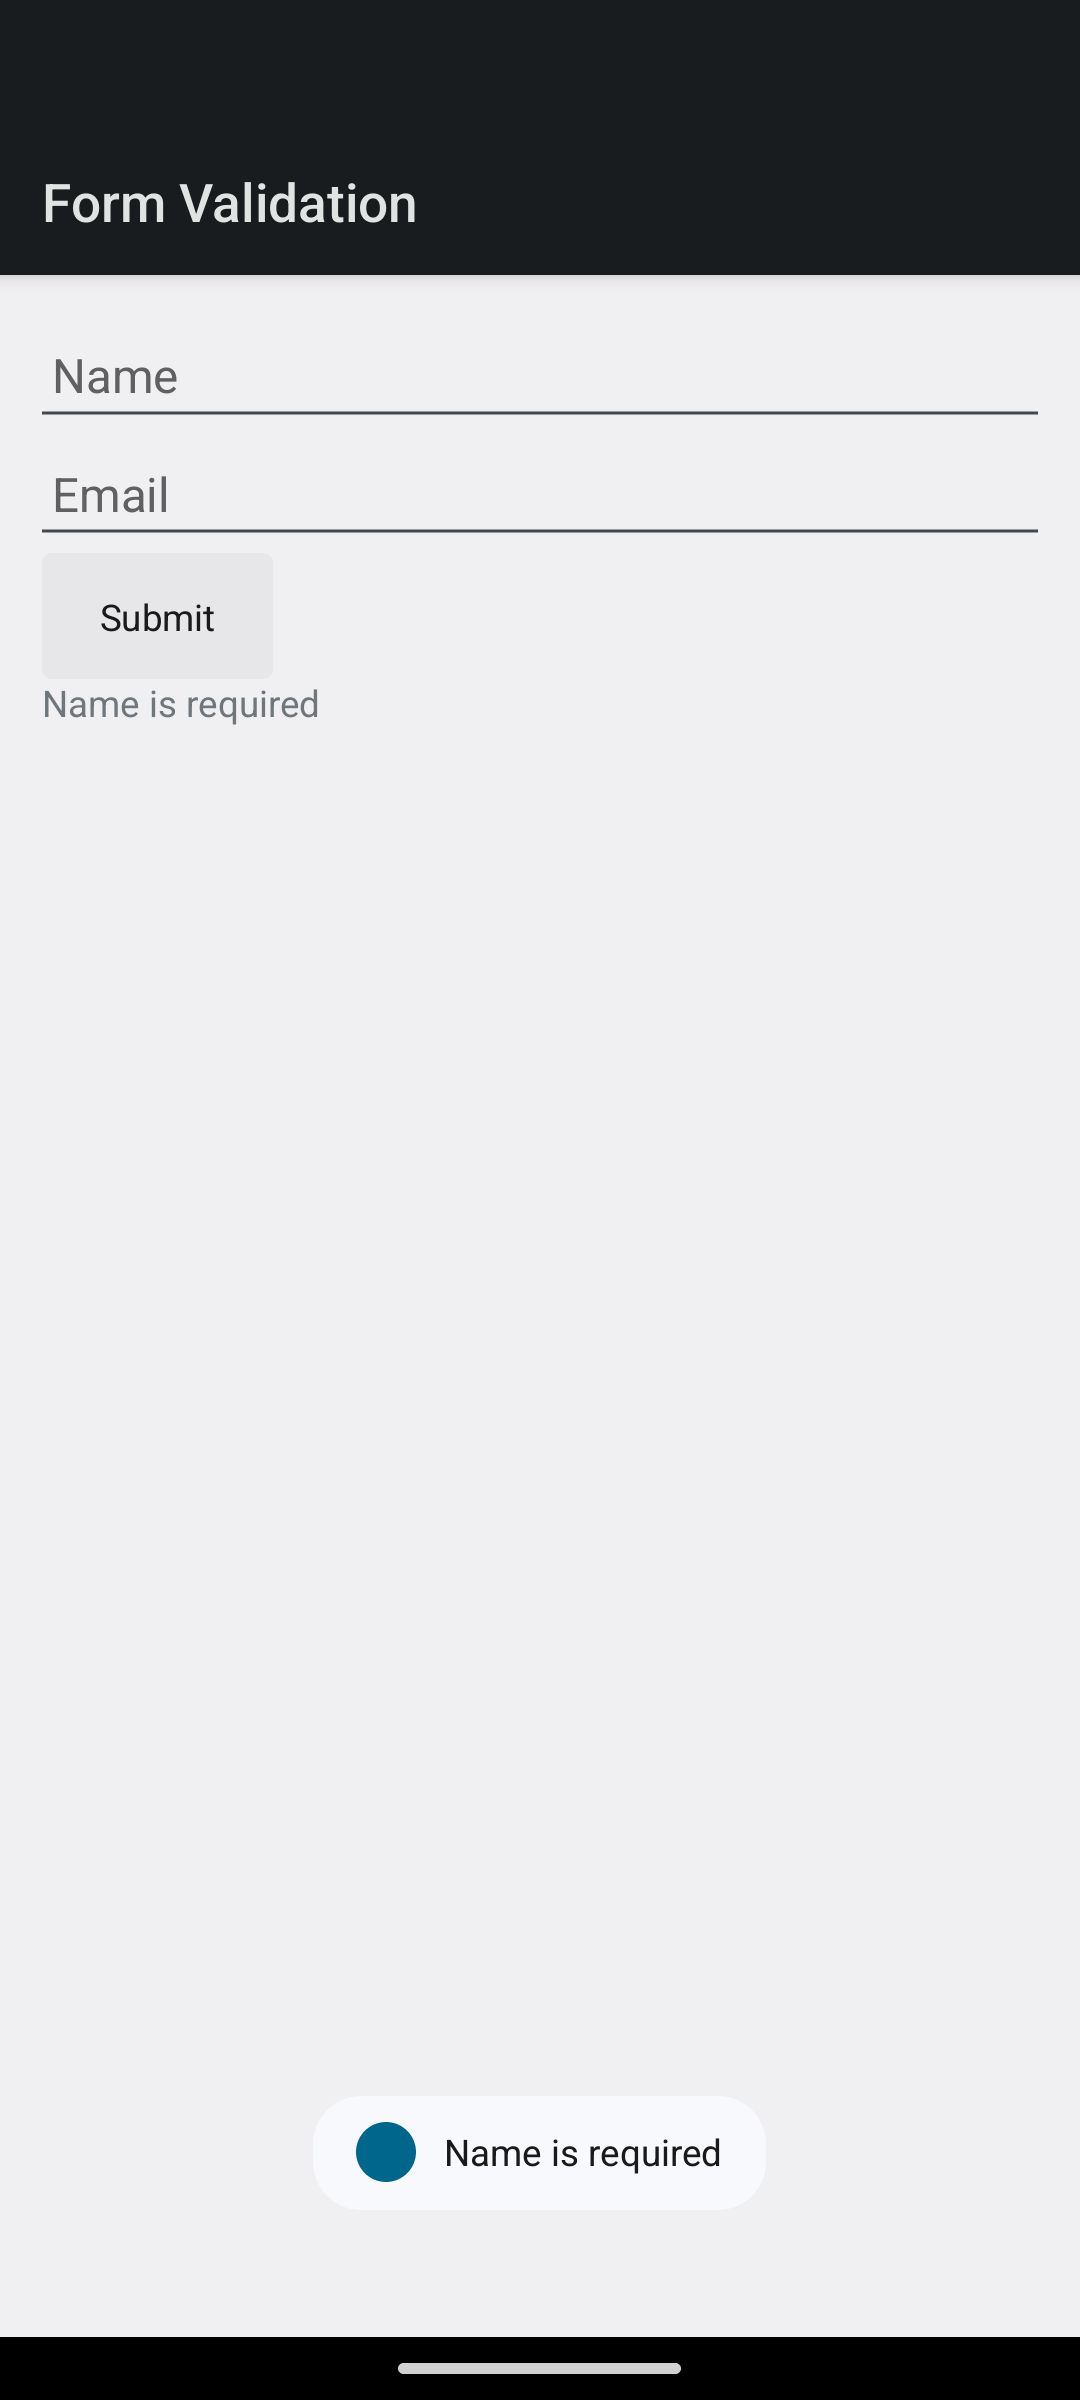 Form Validation
Name
Email
Submit
Name is required
Name is required